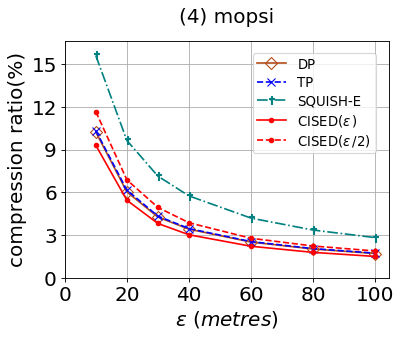 (4) mopsi
compression ratio(%)
15
12
9
6
3
0
DP
TP
SQUISH-E
CISED(ε)
CISED(ε/2)
0 20 40 60 80 100
ε (metres)